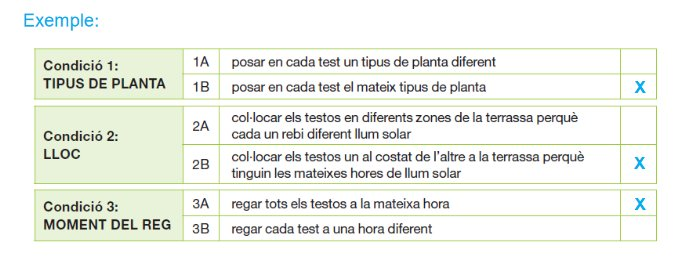 Exemple:
Condició 1:
TIPUS DE PLANTA
1A posar en cada test un tipus de planta diferent
1B posar en cada test el mateix tipus de planta X
Condició 2:
LLOC
2A col·locar els testos en diferents zones de la terrassa perquè
cada un rebi diferent llum solar
2B col·locar els testos un al costat de l'altre a la terrassa perquè
tinguin les mateixes hores de llum solar X
Condició 3:
MOMENT DEL REG
3A regar tots els testos a la mateixa hora X
3B regar cada test a una hora diferent